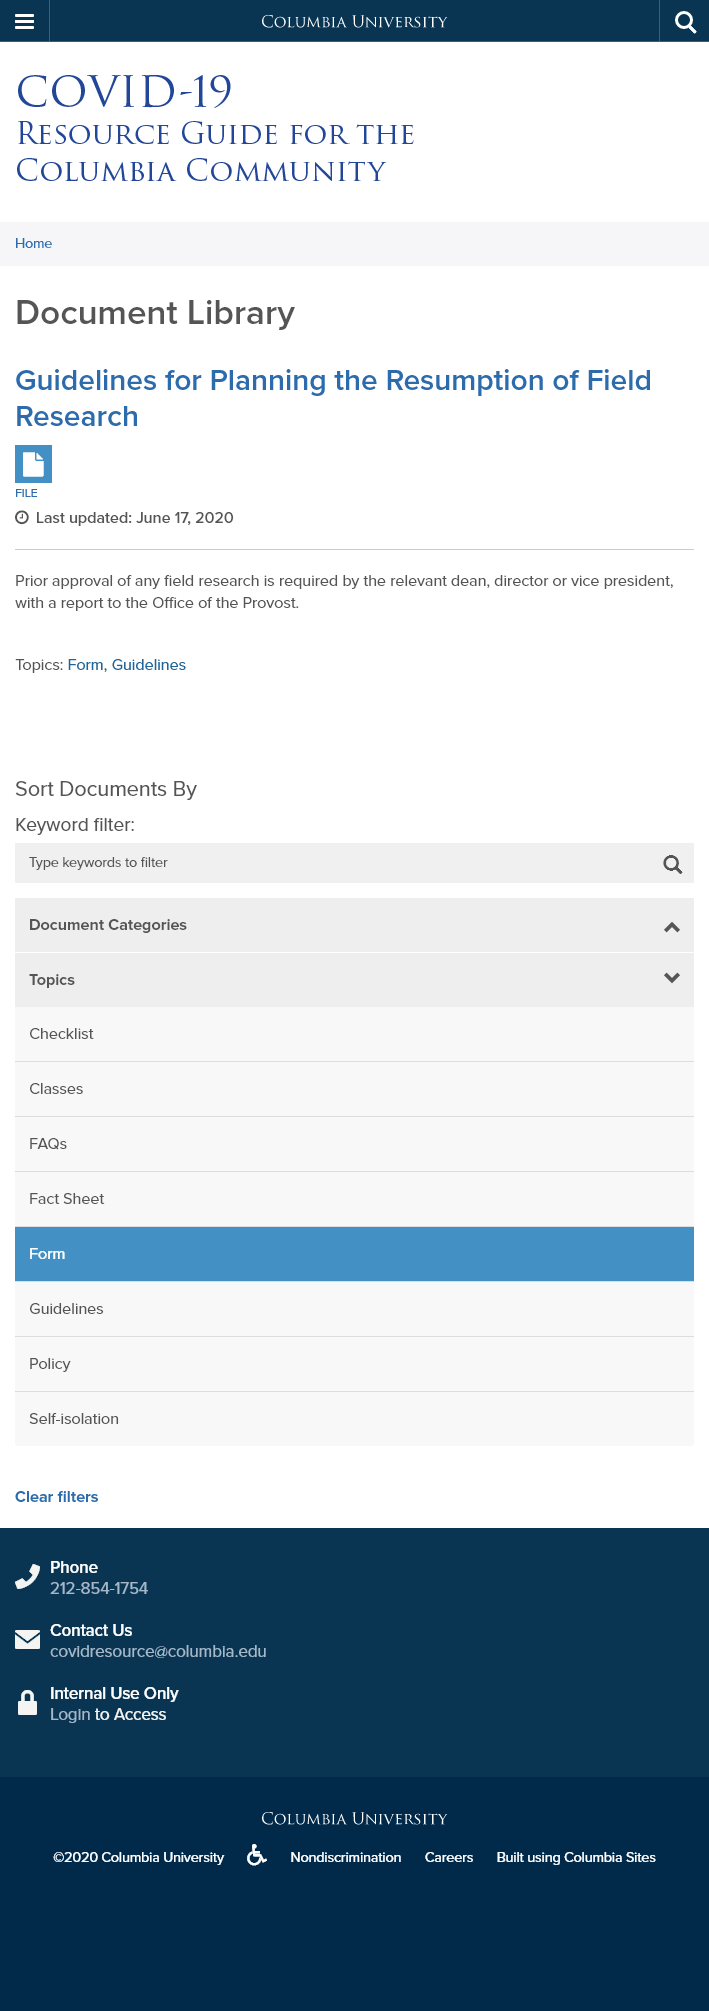 Columbia University
COVID-19
Resource Guide for the
Columbia Community
Home
Document Library
Guidelines for Planning the Resumption of Field
Research
FILE
Last updated: June 17, 2020
Prior approval of any field research is required by the relevant dean, director or vice president,
with a report to the Office of the Provost.
Topics: Form, Guidelines
Sort Documents By
Keyword filter:
Type keywords to filter
Document Categories
Topics
Checklist
Classes
FAQs
Fact Sheet
Form
Guidelines
Policy
Self-isolation
Clear filters
Phone
212-854-1754
Contact Us
covidresource@columbia.edu
Internal Use Only
Login to Access
Columbia University
©2020 Columbia University Nondiscrimination Careers Built using Columbia Sites